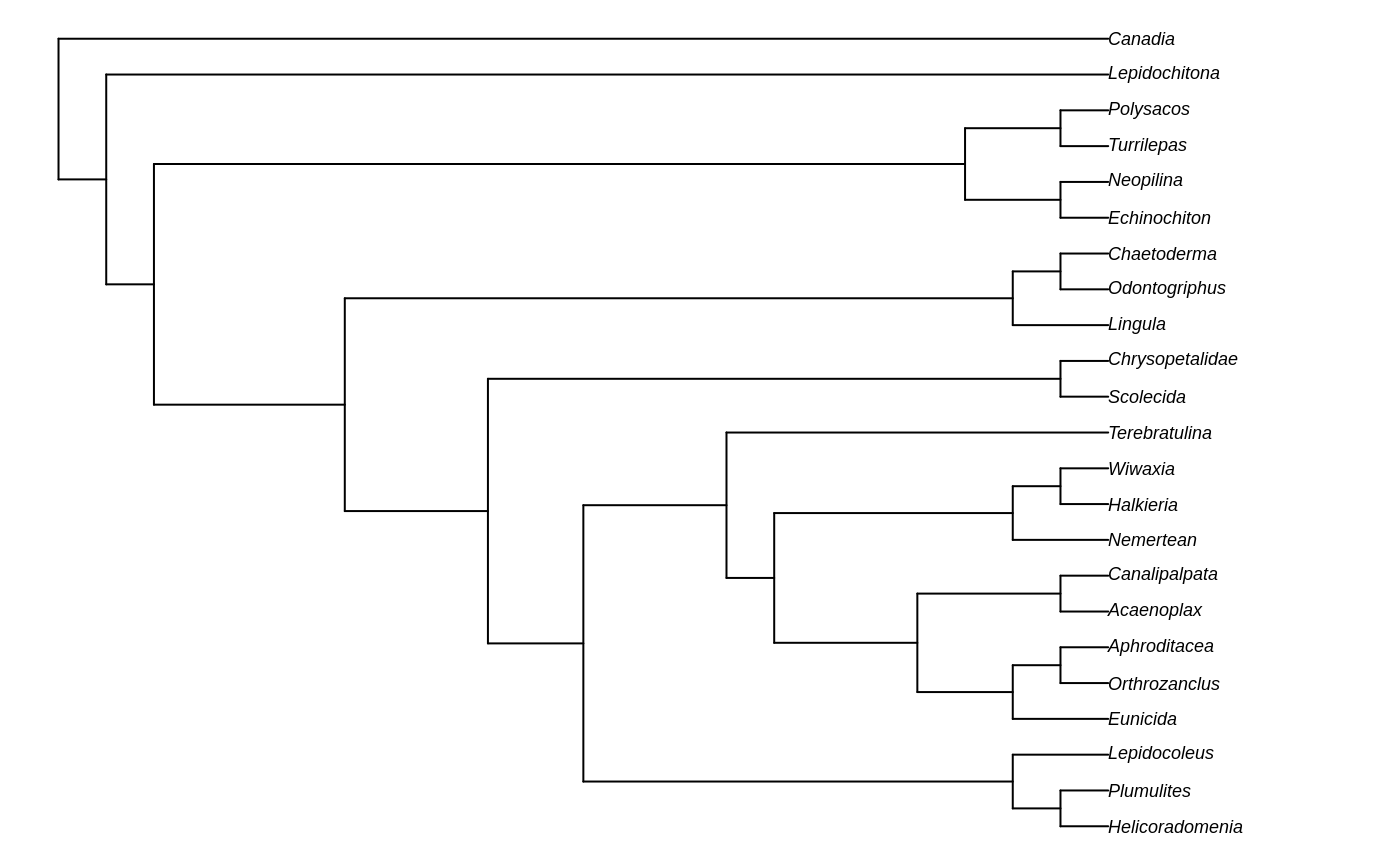 Canadia
Lepidochitona
Polysacos
Turrilepas
Neopilina
Echinochiton
Chaetoderma
Odontogriphus
Lingula
Chrysopetalidae
Scolecida
Terebratulina
Wiwaxia
Halkieria
Nemertean
Canalipalpata
Acaenoplax
Aphroditacea
Orthrozanclus
Eunicida
Lepidocoleus
Plumulites
Helicoradomenia